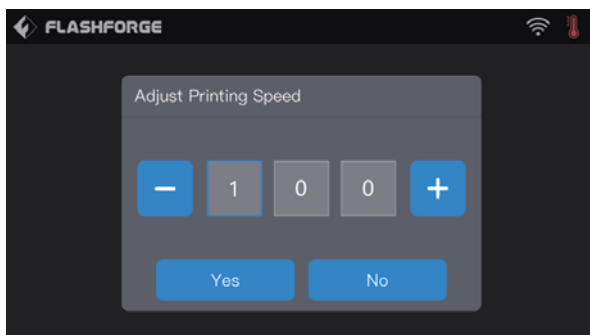 FLASHFORGE
Adjust Printing Speed
− 1 0 0 +
Yes No